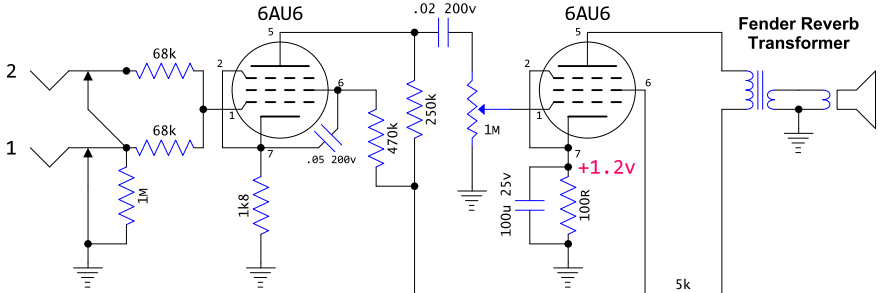 6AU6
.02 200v
6AU6
Fender Reverb
Transformer
5
5
68k
2
2
2
6
6
250k
470k
1M
1
1
68k
1
7
.05 200v
7
+1.2v
1M
1k8
100u 25v
100R
5k